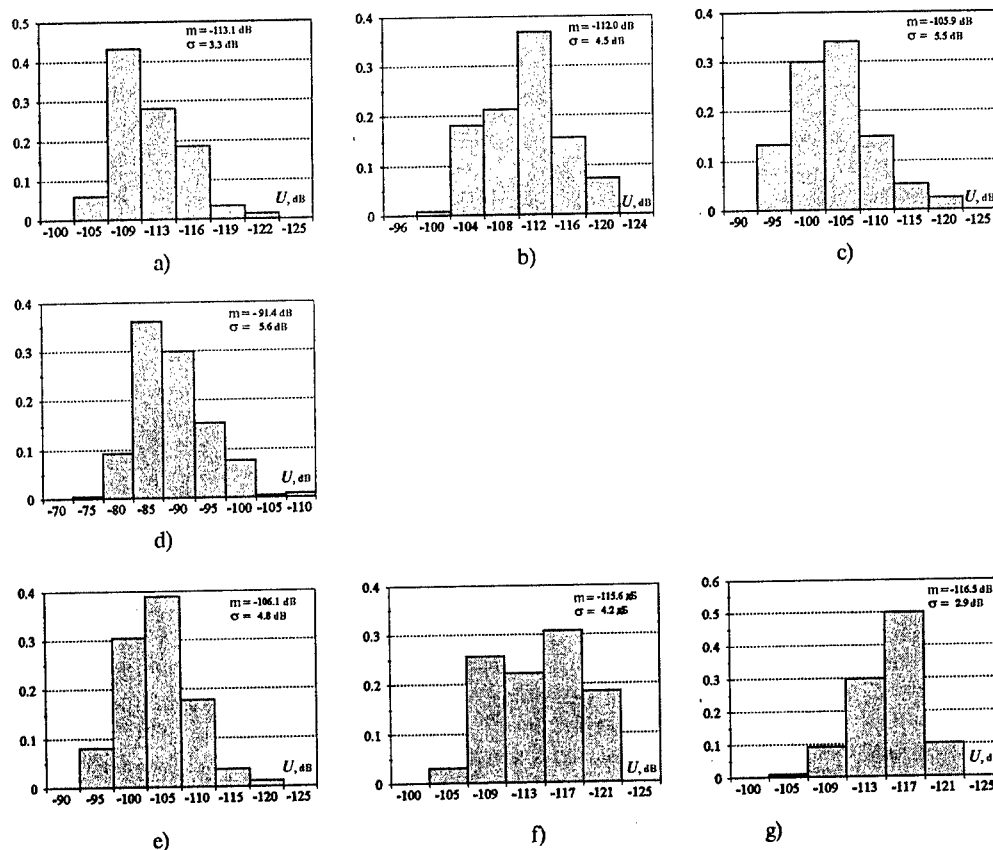 0.5
0.4
0.3
0.2
0.1
0
m= -113.1 dB
σ = 3.3 dB
U, dB
-100 -105 -109 -113 -116 -119 -122 -125
a)
0.4
0.3
0.2
0.1
0
m= -112.0 dB
σ = 4.5 dB
U, dB
-96 -100 -104 -108 -112 -116 -120 -124
b)
0.4
0.3
0.2
0.1
0
m= -105.9 dB
σ = 5.5 dB
U, dB
-90 -95 -100 -105 -110 -115 -120 -125
c)
0.4
0.3
0.2
0.1
0
m= -91.4 dB
σ = 5.6 dB
U, dB
-70 -75 -80 -85 -90 -95 -100 -105 -110
d)
0.4
0.3
0.2
0.1
0
m= -106.1 dB
σ = 4.8 dB
U, dB
-90 -95 -100 -105 -110 -115 -120 -125
e)
0.4
0.3
0.2
0.1
0
m= -115.6
σ = 4.2
U, dB
-100 -105 -109 -113 -117 -121 -125
f)
0.6
0.5
0.4
0.3
0.2
0.1
0
m= -116.5 dB
σ = 2.9 dB
U, d
-100 -105 -109 -113 -117 -121 -125
g)